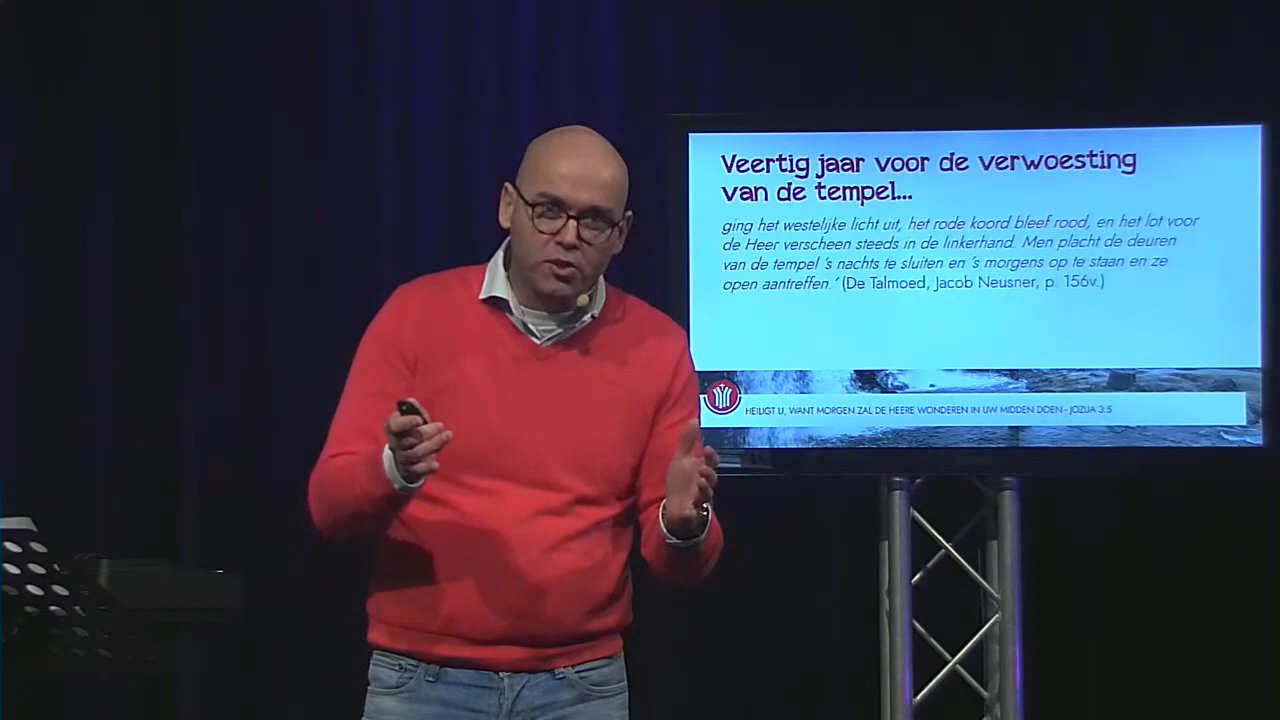 Veertig jaar voor de verwoesting
van de tempel...
ging het westelijke licht uit, het rode koord bleef rood, en het lot voor
de Heer verscheen steeds in de linkerhand. Men placht de deuren
van de tempel 's nachts te sluiten en 's morgens op te staan en ze
open aantreffen.' (De Talmoed, Jacob Neusner, p. 156v.)
HEILIGT U, WANT MORGEN ZAL DE HEERE WONDEREN IN UW MIDDEN DOEN - JOZUA 3:5